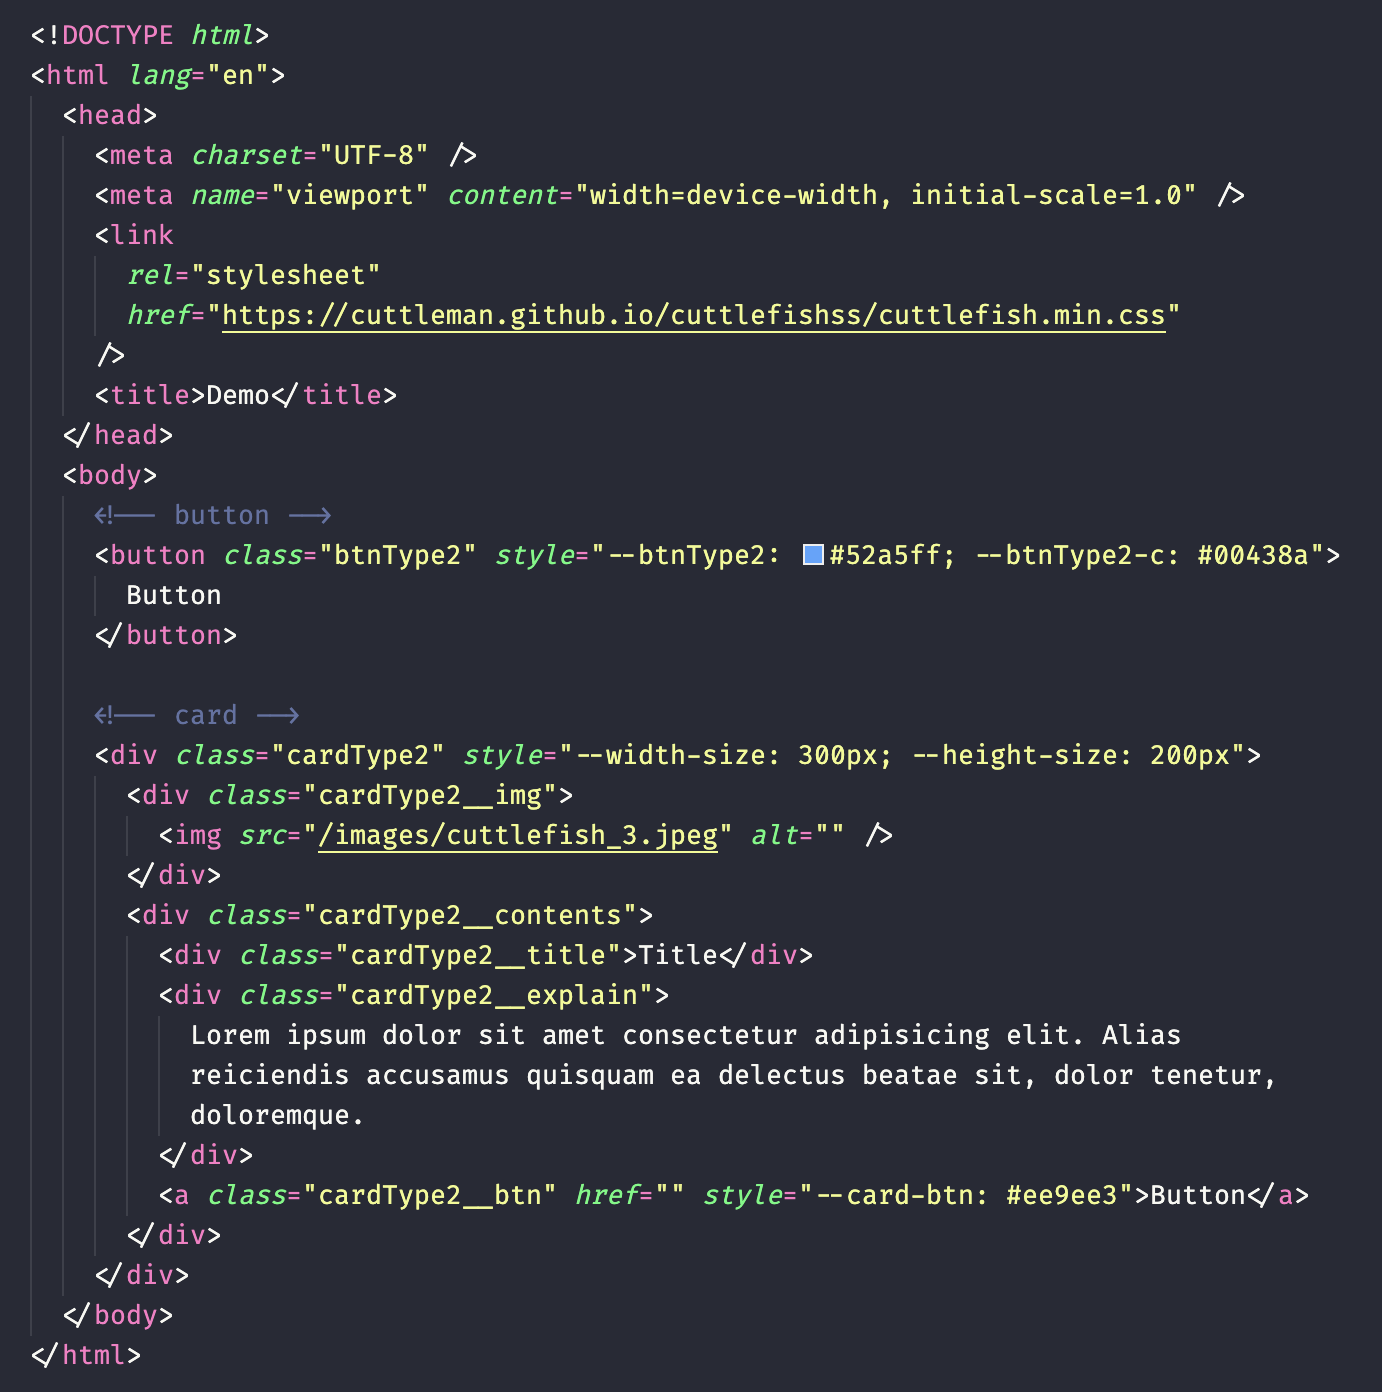 <!DOCTYPE html>
<html lang="en">
  <head>
    <meta charset="UTF-8" />
    <meta name="viewport" content="width=device-width, initial-scale=1.0" />
    <link
      rel="stylesheet"
      href="https://cuttleman.github.io/cuttlefishss/cuttlefish.min.css"
    />
    <title>Demo</title>
  </head>
  <body>
    <!-- button -->
    <button class="btnType2" style="--btnType2: #52a5ff; --btnType2-c: #00438a">
      Button
    </button>

    <!-- card -->
    <div class="cardType2" style="--width-size: 300px; --height-size: 200px">
      <div class="cardType2__img">
        <img src="/images/cuttlefish_3.jpeg" alt="" />
      </div>
      <div class="cardType2__contents">
        <div class="cardType2__title">Title</div>
        <div class="cardType2__explain">
          Lorem ipsum dolor sit amet consectetur adipisicing elit. Alias
          reiciendis accusamus quisquam ea delectus beatae sit, dolor tenetur,
          doloremque.
        </div>
        <a class="cardType2__btn" href="" style="--card-btn: #ee9ee3">Button</a>
      </div>
    </div>
  </body>
</html>